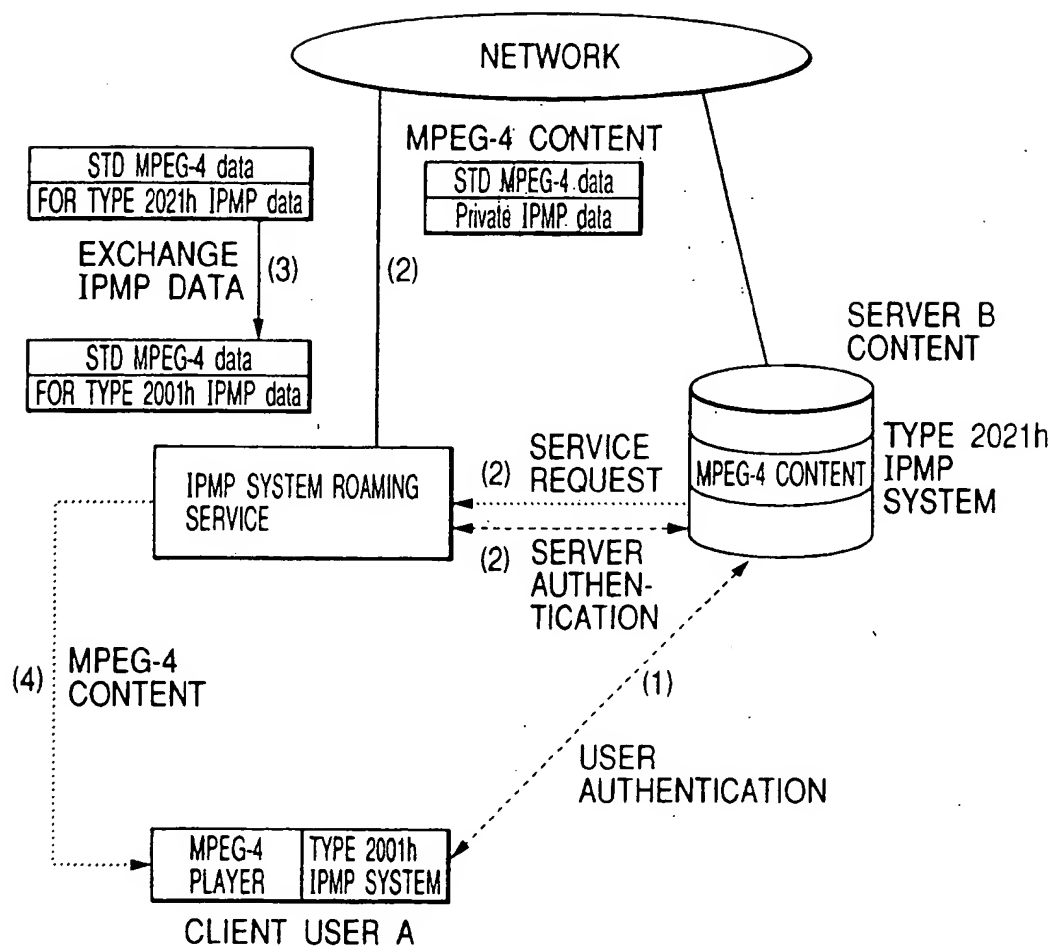 NETWORK
MPEG-4 CONTENT
STD MPEG-4 data
Private IPMP data
STD MPEG-4 data
FOR TYPE 2021h IPMP data
EXCHANGE
IPMP DATA
(3)
(2)
STD MPEG-4 data
FOR TYPE 2001h IPMP data
SERVER B
CONTENT
TYPE 2021h
IPMP
SYSTEM
MPEG-4 CONTENT
IPMP SYSTEM ROAMING
SERVICE
(2)
SERVICE
REQUEST
(2)
SERVER
AUTHEN-
TICATION
(4)
MPEG-4
CONTENT
(1)
USER
AUTHENTICATION
MPEG-4
PLAYER
TYPE 2001h
IPMP SYSTEM
CLIENT USER A